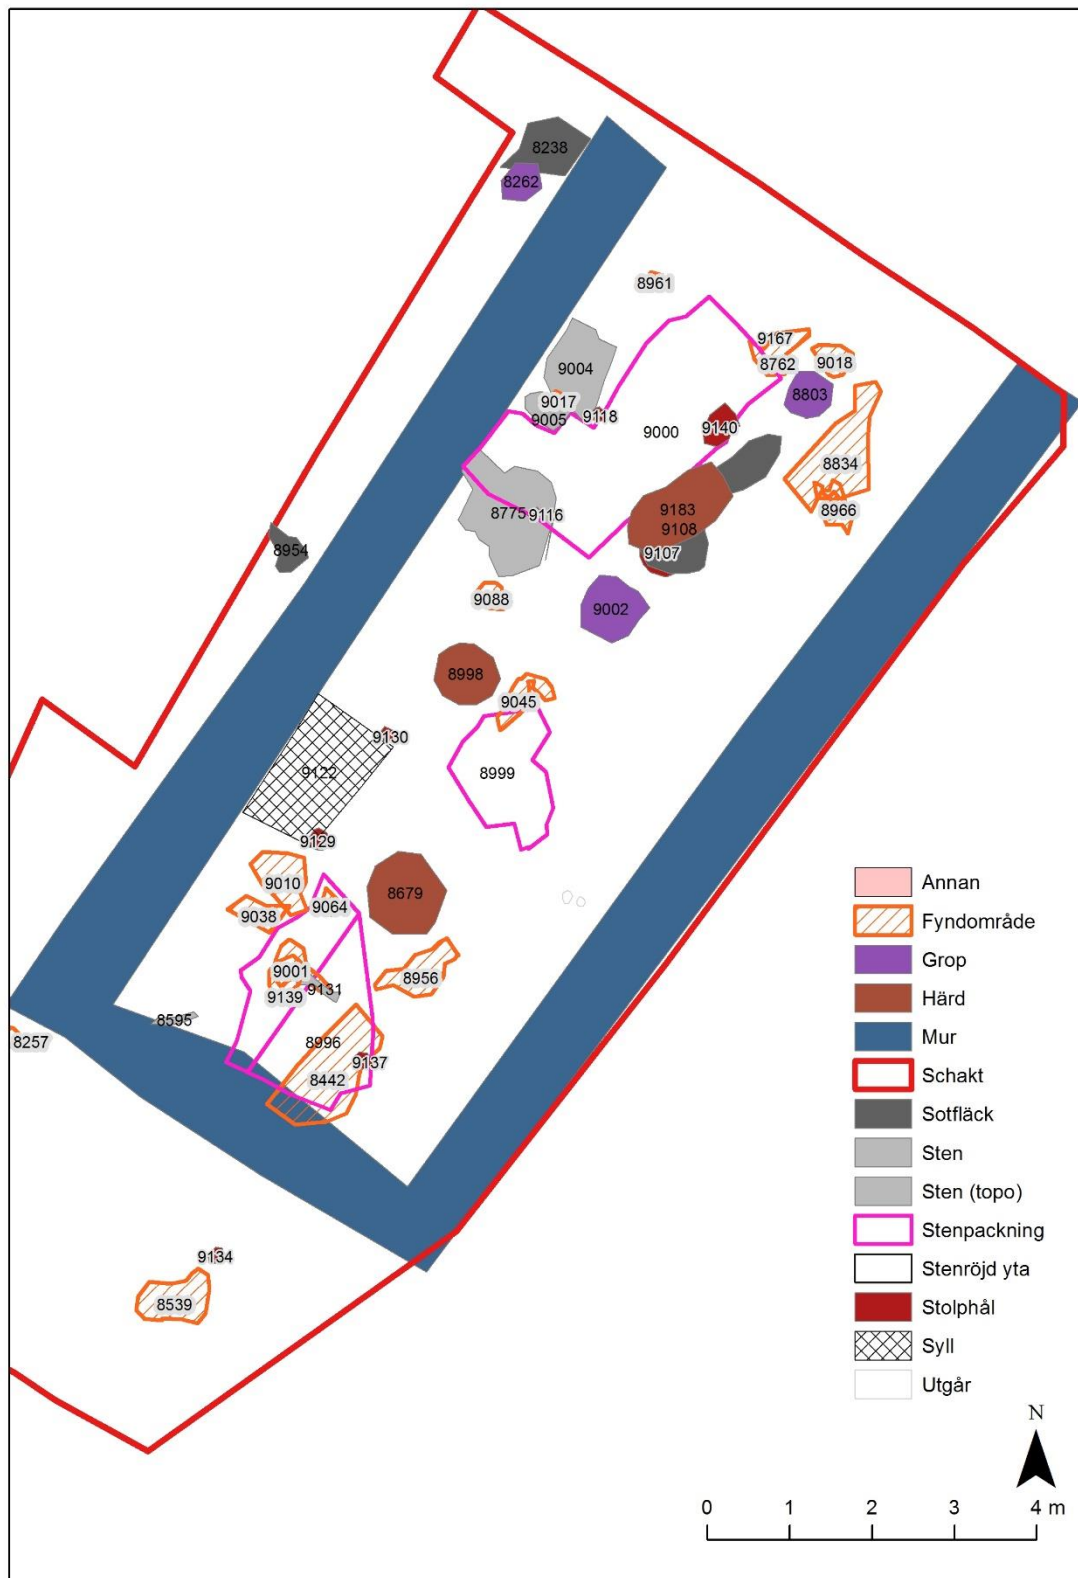 8238
8262
8961
9167
8762
9018
9004
8803
9017
9005
9118
9140
9000
8834
8775
9116
9183
9108
8966
9107
8954
9088
9002
8998
9045
9130
9122
8999
9129
9010
9064
8679
9038
9001
9131
9139
8956
8595
8257
8996
9137
8442
9134
8539
Annan
Fyndområde
Grop
Härd
Mur
Schakt
Sotfläck
Sten
Sten (topo)
Stenpackning
Stenröjd yta
Stolphål
Syll
Utgår
N
0 1 2 3 4 m